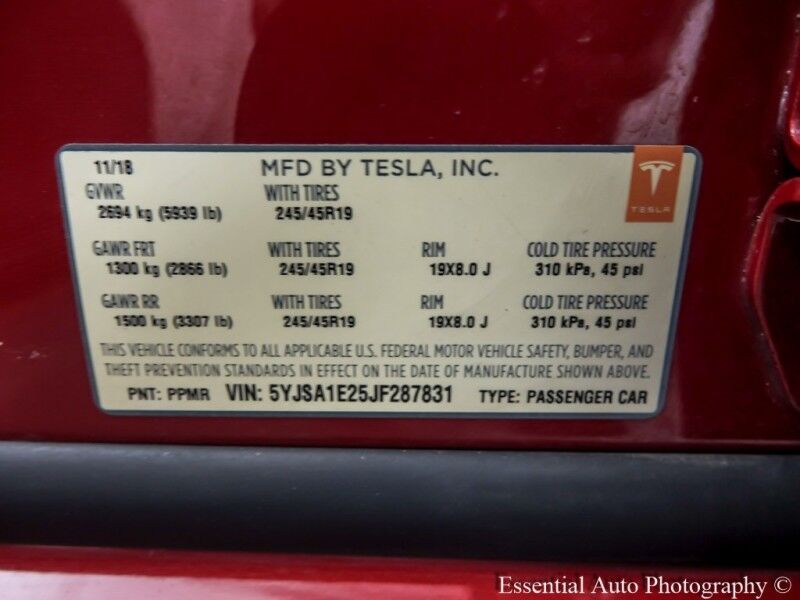 11/18 MFD BY TESLA, INC.
TESLA
GVWR WITH TIRES
2694 kg (5939 lb) 245/45R19
GAWR FRT WITH TIRES RIM COLD TIRE PRESSURE
1300 kg (2866 lb) 245/45R19 19X8.0 J 310 kPa, 45 psi
GAWR RR WITH TIRES RIM COLD TIRE PRESSURE
1500 kg (3307 lb) 245/45R19 19X8.0 J 310 kPa, 45 psi
THIS VEHICLE CONFORMS TO ALL APPLICABLE U.S. FEDERAL MOTOR VEHICLE SAFETY, BUMPER, AND
THEFT PREVENTION STANDARDS IN EFFECT ON THE DATE OF MANUFACTURE SHOWN ABOVE.
PNT: PPMR VIN: 5YJSA1E25JF287831 TYPE: PASSENGER CAR
Essential Auto Photography ©